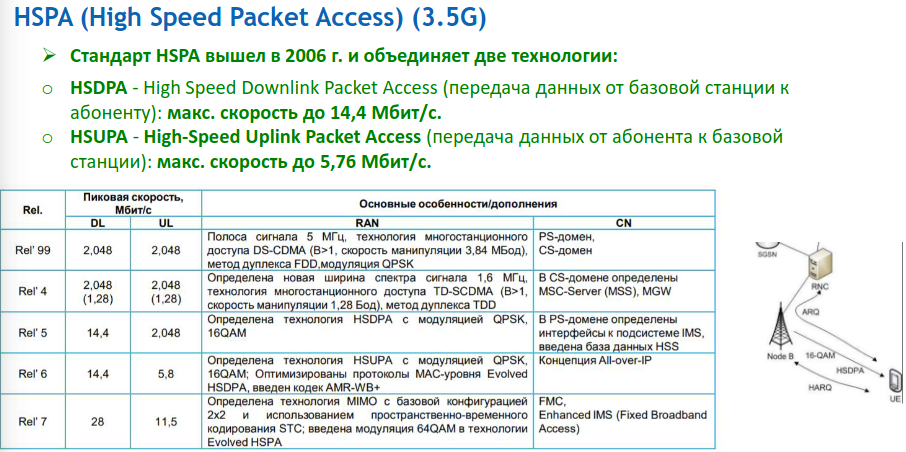 HSPA (High Speed Packet Access) (3.5G)
➢ Стандарт HSPA вышел в 2006 г. и объединяет две технологии:
o HSDPA - High Speed Downlink Packet Access (передача данных от базовой станции к
абоненту): макс. скорость до 14,4 Мбит/с.
o HSUPA - High-Speed Uplink Packet Access (передача данных от абонента к базовой
станции): макс. скорость до 5,76 Мбит/с.
Rel.
Пиковая скорость,
Мбит/с
DL
UL
Основные особенности/дополнения
RAN
CN
Rel' 99
2,048
2,048
Полоса сигнала 5 МГц, технология многостанционного
доступа DS-CDMA (B>1, скорость манипуляции 3,84 МБод),
метод дуплекса FDD,модуляция QPSK
PS-домен,
CS-домен
Rel' 4
2,048
(1,28)
2,048
(1,28)
Определена новая ширина спектра сигнала 1,6 МГц,
технология многостанционного доступа TD-SCDMA (B>1,
скорость манипуляции 1,28 Бод), метод дуплекса TDD
В CS-домене определены
MSC-Server (MSS), MGW
Rel' 5
14,4
2,048
Определена технология HSDPA с модуляцией QPSK,
16QAM
В PS-домене определены
интерфейсы к подсистеме IMS,
введена база данных HSS
Rel' 6
14,4
5,8
Определена технология HSUPA с модуляцией QPSK,
16QAM; Оптимизированы протоколы MAC-уровня Evolved
HSDPA, введен кодек AMR-WB+
Концепция All-over-IP
Rel' 7
28
11,5
Определена технология MIMO с базовой конфигурацией
2x2 и использованием пространственно-временного
кодирования STC; введена модуляция 64QAM в технологии
Evolved HSPA
FMC,
Enhanced IMS (Fixed Broadband
Access)
SGSN
RNC
ARQ
Node B
16-QAM
HSDPA
HARQ
UE